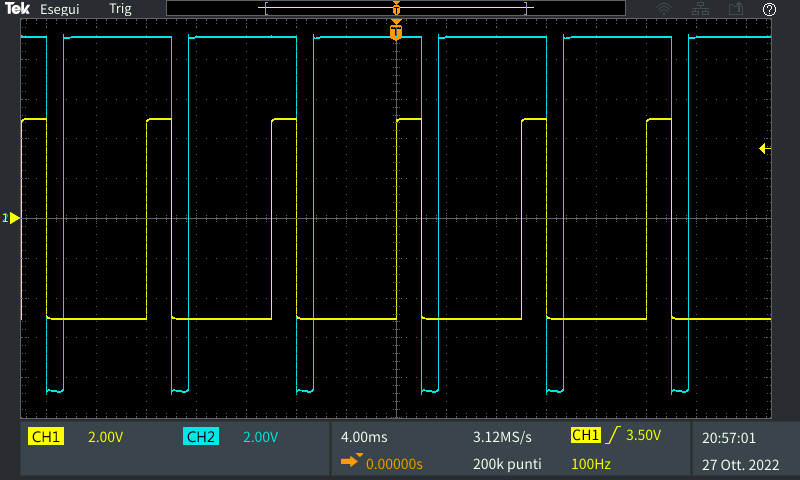 Tek Esegui Trig
T
T
1
CH1 2.00V CH2 2.00V 4.00ms 3.12MS/s CH1 3.50V 20:57:01
0.00000s 200k punti 100Hz 27 Ott. 2022